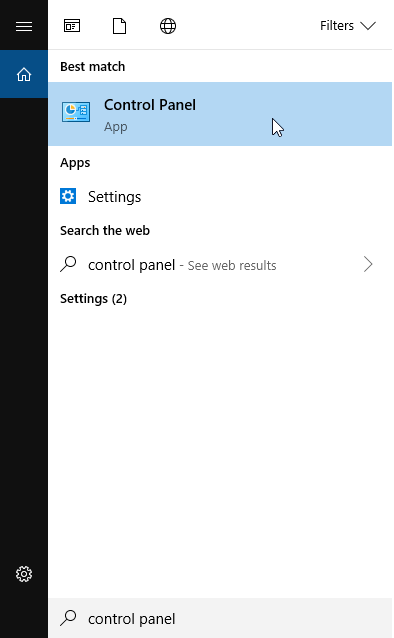 Filters
Best match
Control Panel
App
Apps
Settings
Search the web
control panel - See web results
Settings (2)
control panel